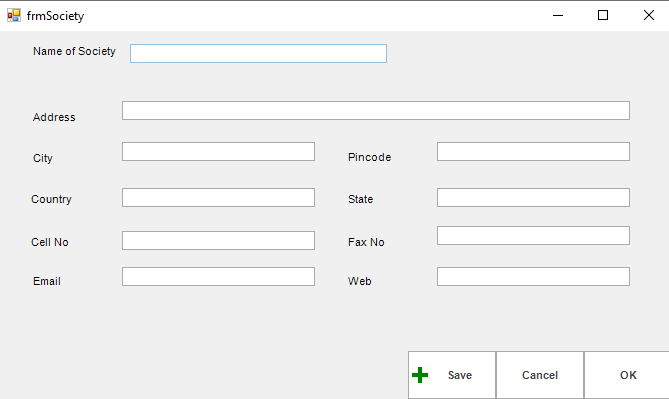 frmSociety
Name of Society
Address
City Pincode
Country State
Cell No Fax No
Email Web
Save Cancel OK